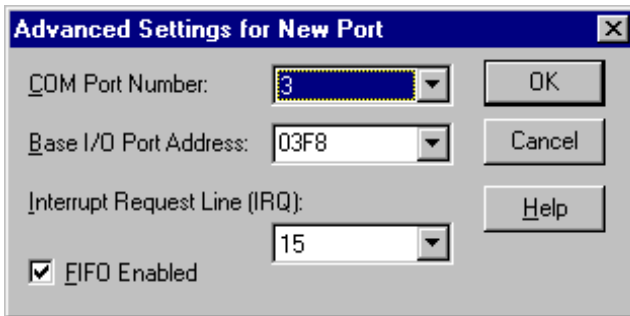 Advanced Settings for New Port
COM Port Number: 3 OK
Base I/O Port Address: 03F8 Cancel
Interrupt Request Line (IRQ): Help
15
FIFO Enabled